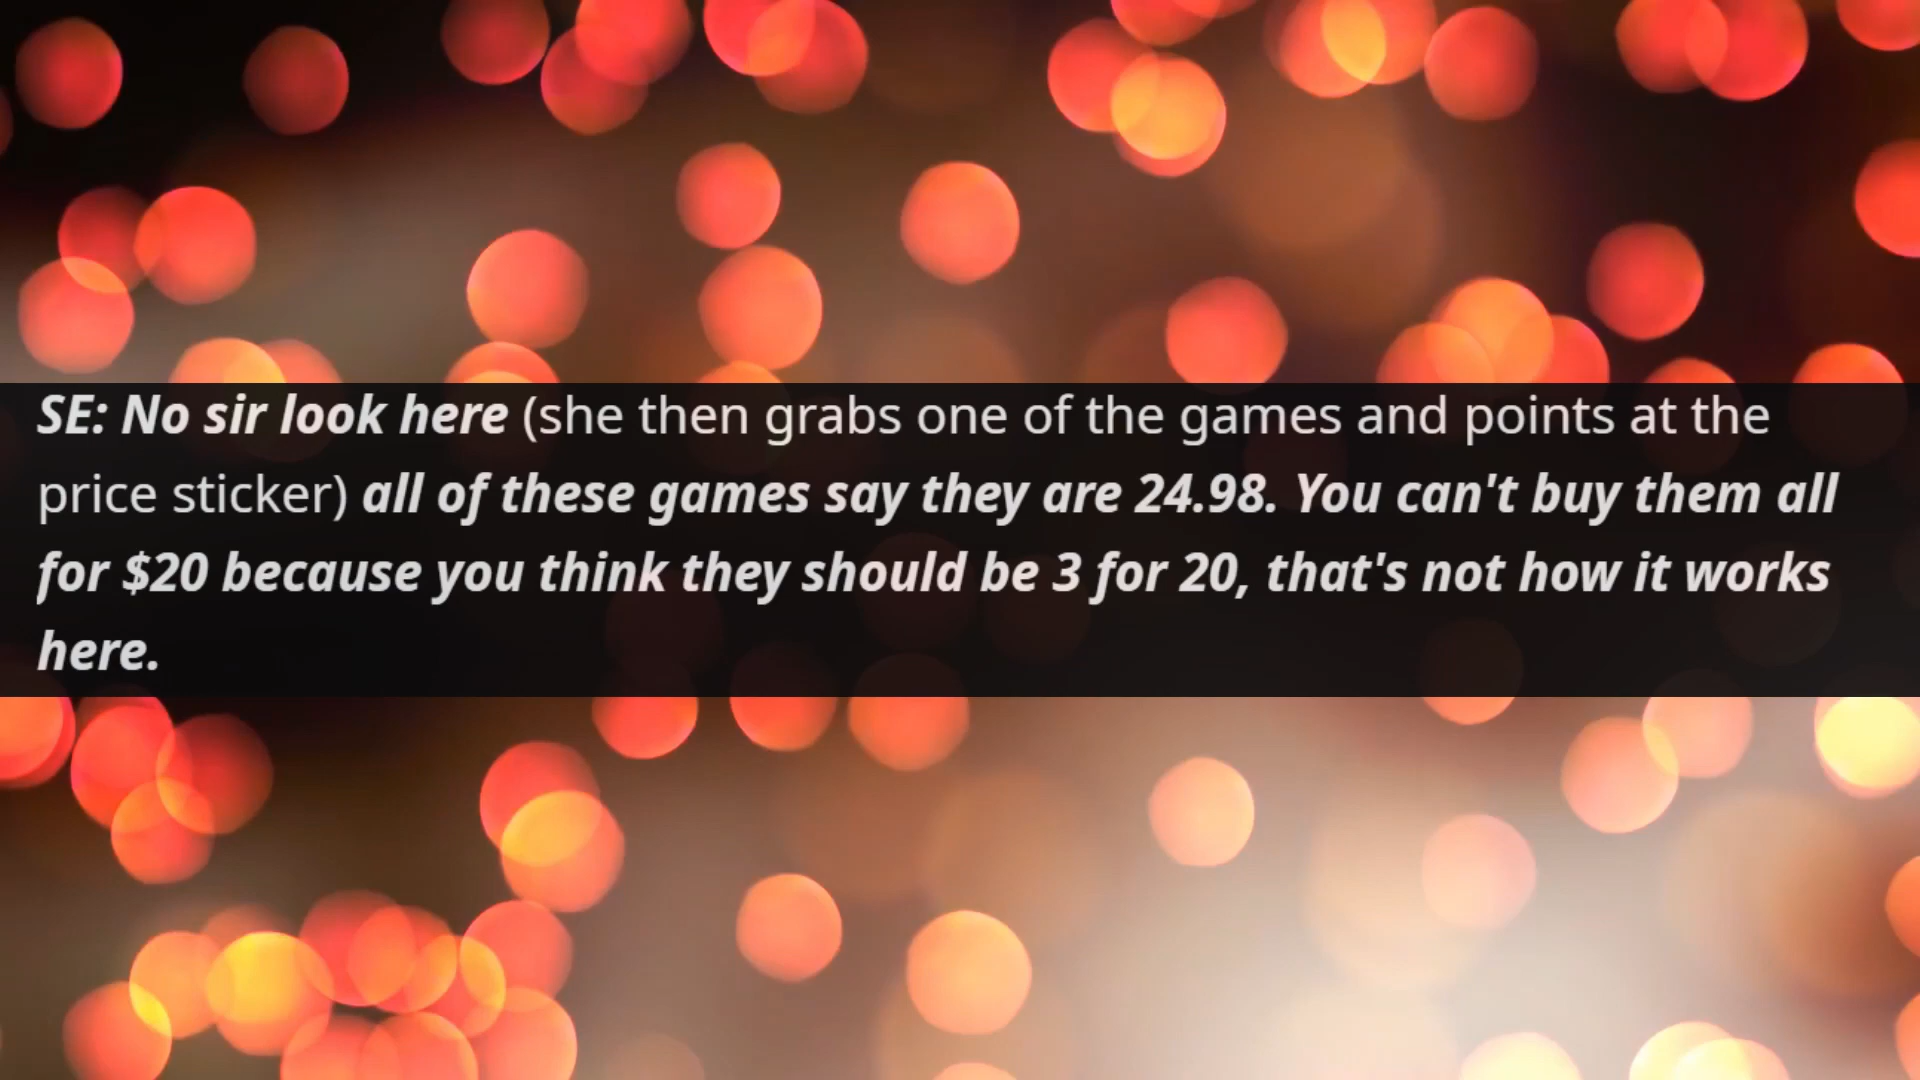 SE: No sir look here (she then grabs one of the games and points at the
price sticker) all of these games say they are 24.98. You can't buy them all
for $20 because you think they should be 3 for 20, that's not how it works
here.